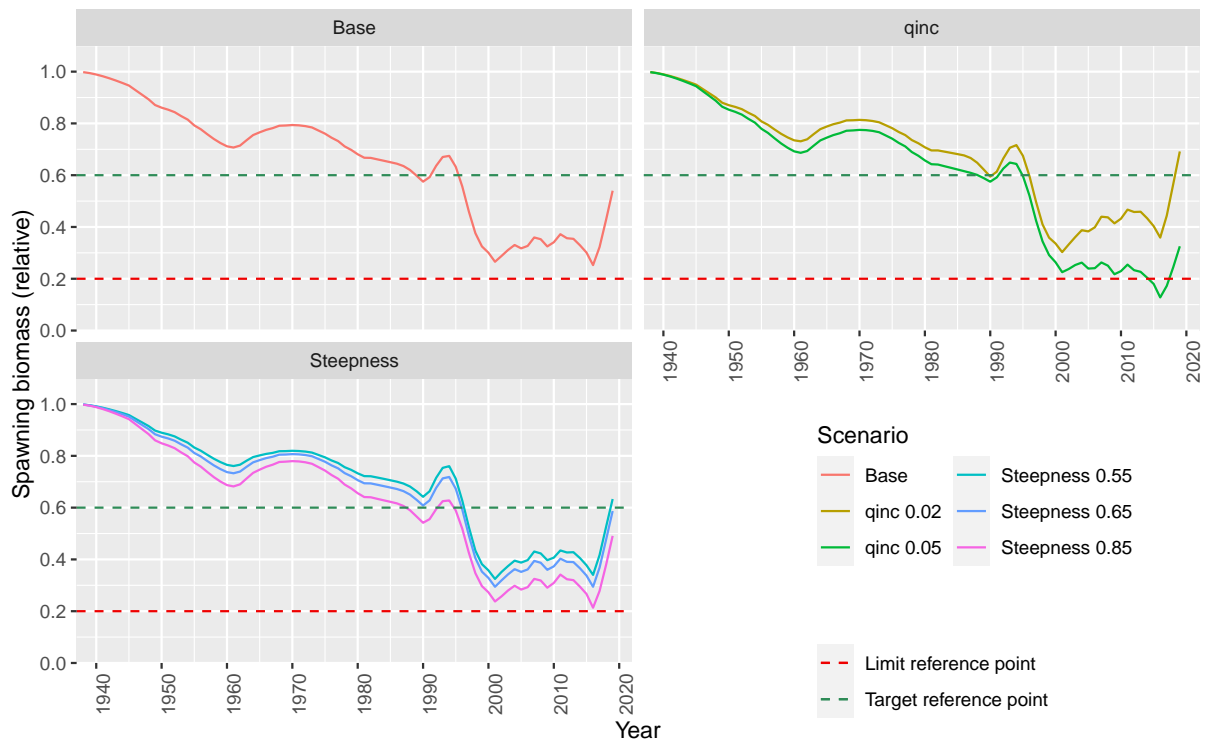 Base
qinc
Spawning biomass (relative)
1.0
0.8
0.6
0.4
0.2
0.0
1940 1950 1960 1970 1980 1990 2000 2010 2020
Steepness
1.0
0.8
0.6
0.4
0.2
0.0
1940 1950 1960 1970 1980 1990 2000 2010 2020
Year
Scenario
Base
qinc 0.02
qinc 0.05
Steepness 0.55
Steepness 0.65
Steepness 0.85
Limit reference point
Target reference point